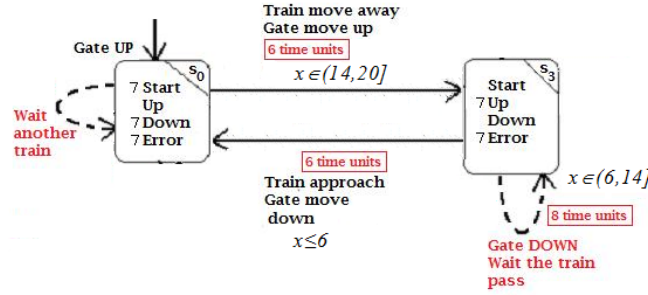 Train move away
Gate move up
6 time units
x∈(14,20]
Gate UP
S0
7 Start
Up
7 Down
7 Error
Wait
another
train
S3
Start
7 Up
Down
7 Error
6 time units
Train approach
Gate move
down
x≤6
x∈(6,14]
8 time units
Gate DOWN
Wait the train
pass